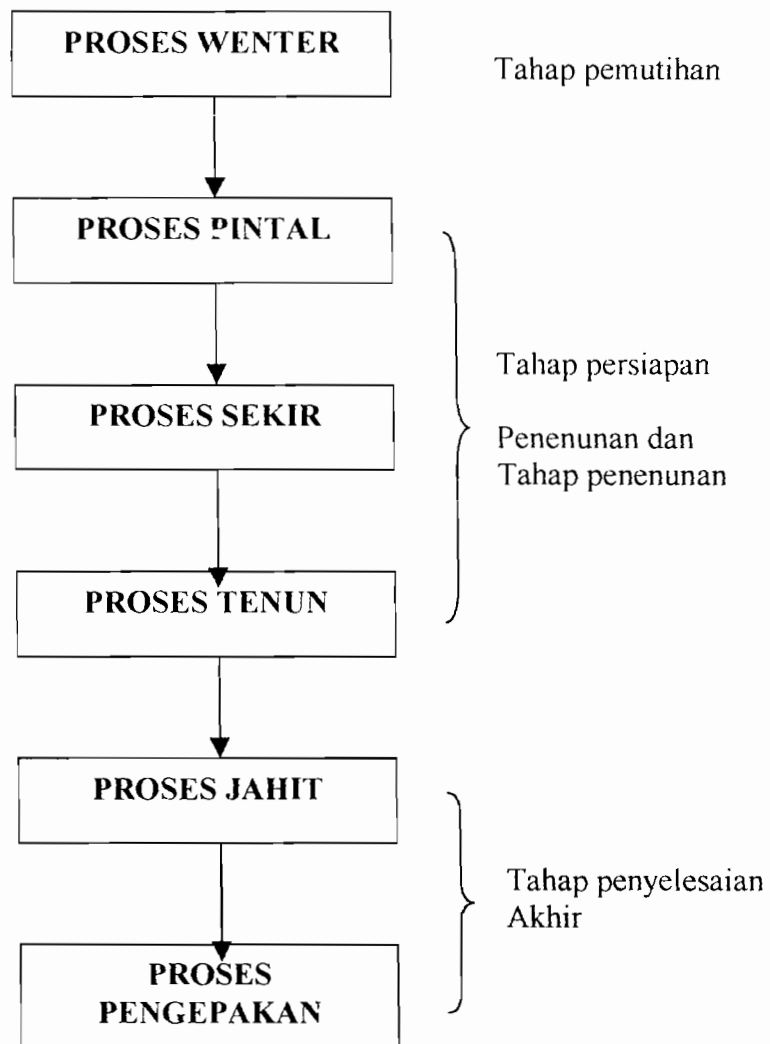 PROSES WENTER
Tahap pemutihan
PROSES PINTAL
Tahap persiapan
PROSES SEKIR
Penenunan dan
Tahap penenunan
PROSES TENUN
PROSES JAHIT
Tahap penyelesaian
Akhir
PROSES
PENGEPAKAN